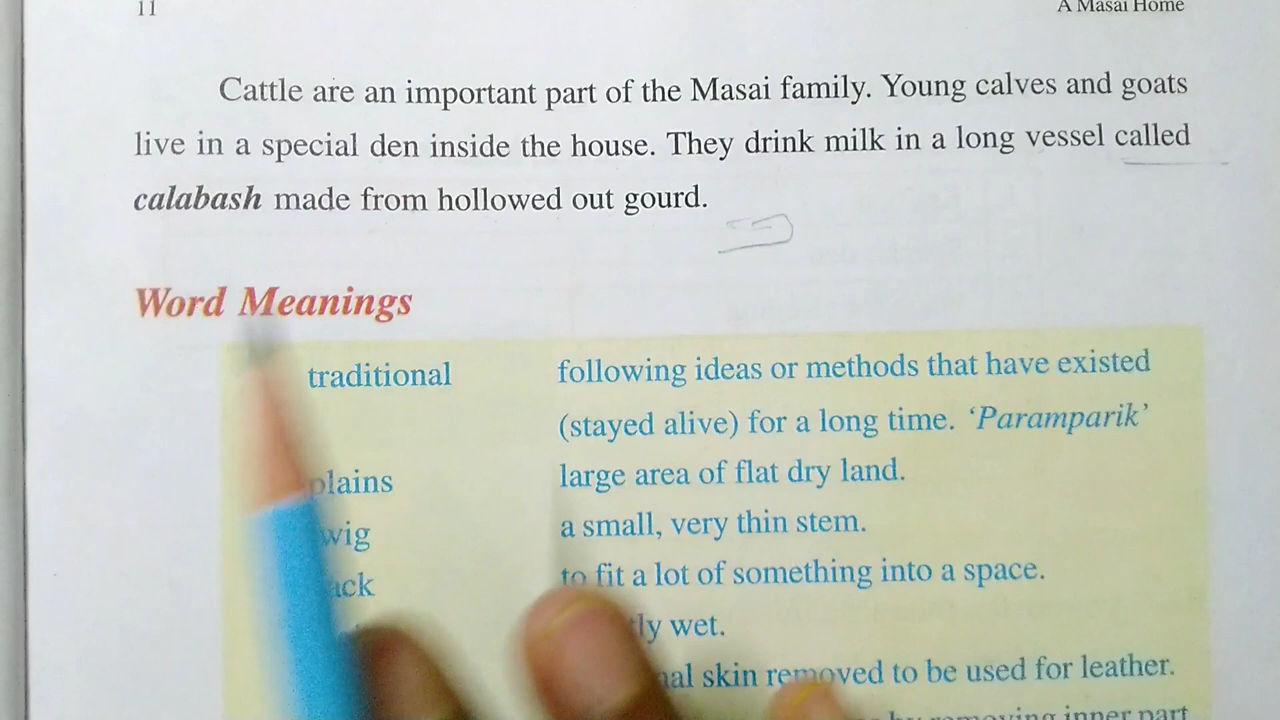 11 A Masai Home
Cattle are an important part of the Masai family. Young calves and goats
live in a special den inside the house. They drink milk in a long vessel called
calabash made from hollowed out gourd.
Word Meanings
traditional following ideas or methods that have existed
(stayed alive) for a long time. ‘Paramparik’
plains large area of flat dry land.
a small, very thin stem.
to fit a lot of something into a space.
wet.
skin removed to be used for leather.
by removing inner part